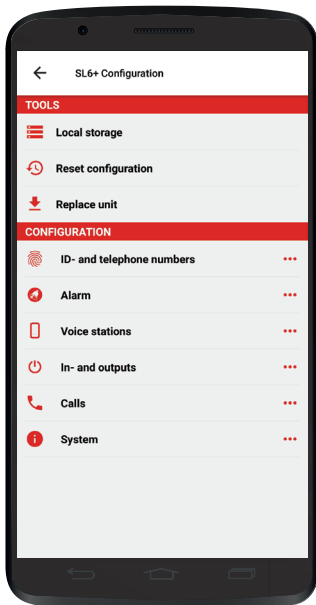 SL6+ Configuration
TOOLS
Local storage
Reset configuration
Replace unit
CONFIGURATION
ID- and telephone numbers
Alarm
Voice stations
In- and outputs
Calls
System